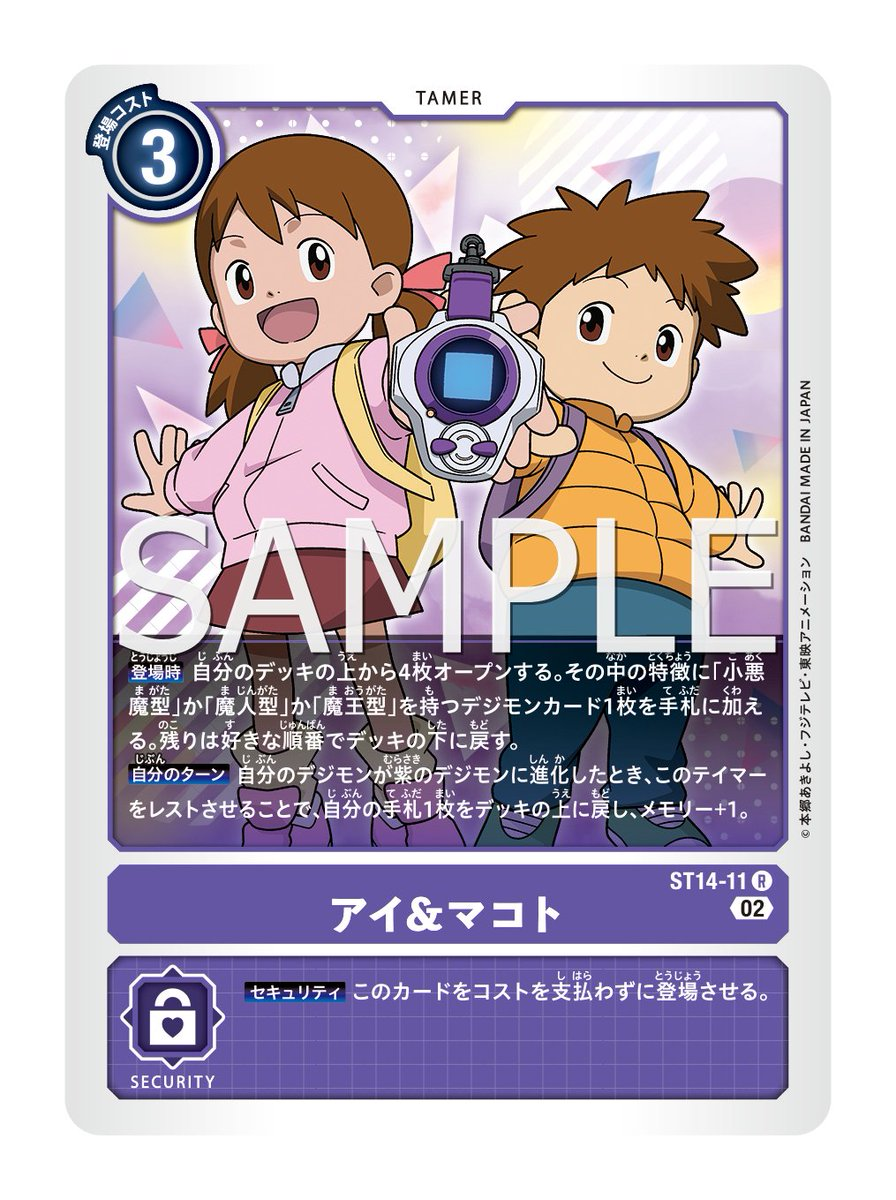 TAMER
登場コスト
3
SAMPLE
登場時 自分のデッキの上から4枚オープンする。その中の特徴に「小悪
魔型」か「魔人型」か「魔王型」を持つデジモンカード1枚を手札に加え
る。残りは好きな順番でデッキの下に戻す。
自分のターン 自分のデジモンが紫のデジモンに進化したとき、このテイマー
をレストさせることで、自分の手札1枚をデッキの上に戻し、メモリー+1。
©本郷あきよし・フジテレビ・東映アニメーション BANDAI MADE IN JAPAN
ST14-11 R
アイ&マコト
02
セキュリティ このカードをコストを支払わずに登場させる。
SECURITY